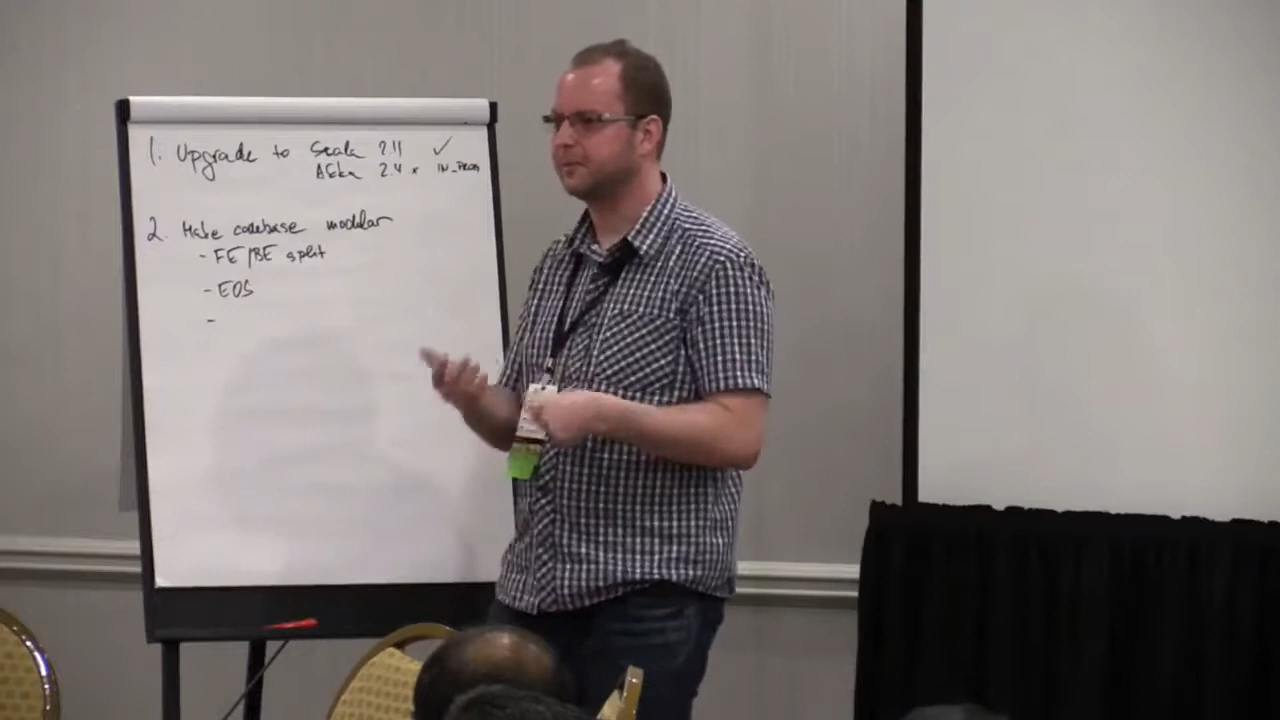 1. Upgrade to Scala 2.11 ✓
Akka 2.4 x IN_PROG
2. Make codebase modular
- FE/BE split
- EOS
-